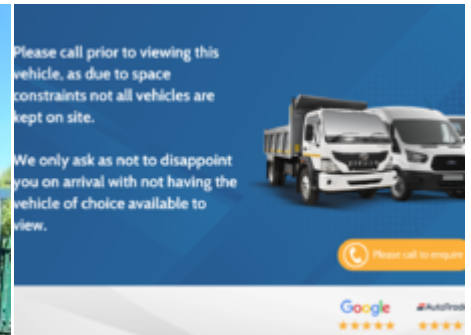 Please call prior to viewing this
vehicle, as due to space
constraints not all vehicles are
kept on site.
We only ask as not to disappoint
you on arrival with not having the
vehicle of choice available to
view.
Please call to enquire
Google
AutoTrader